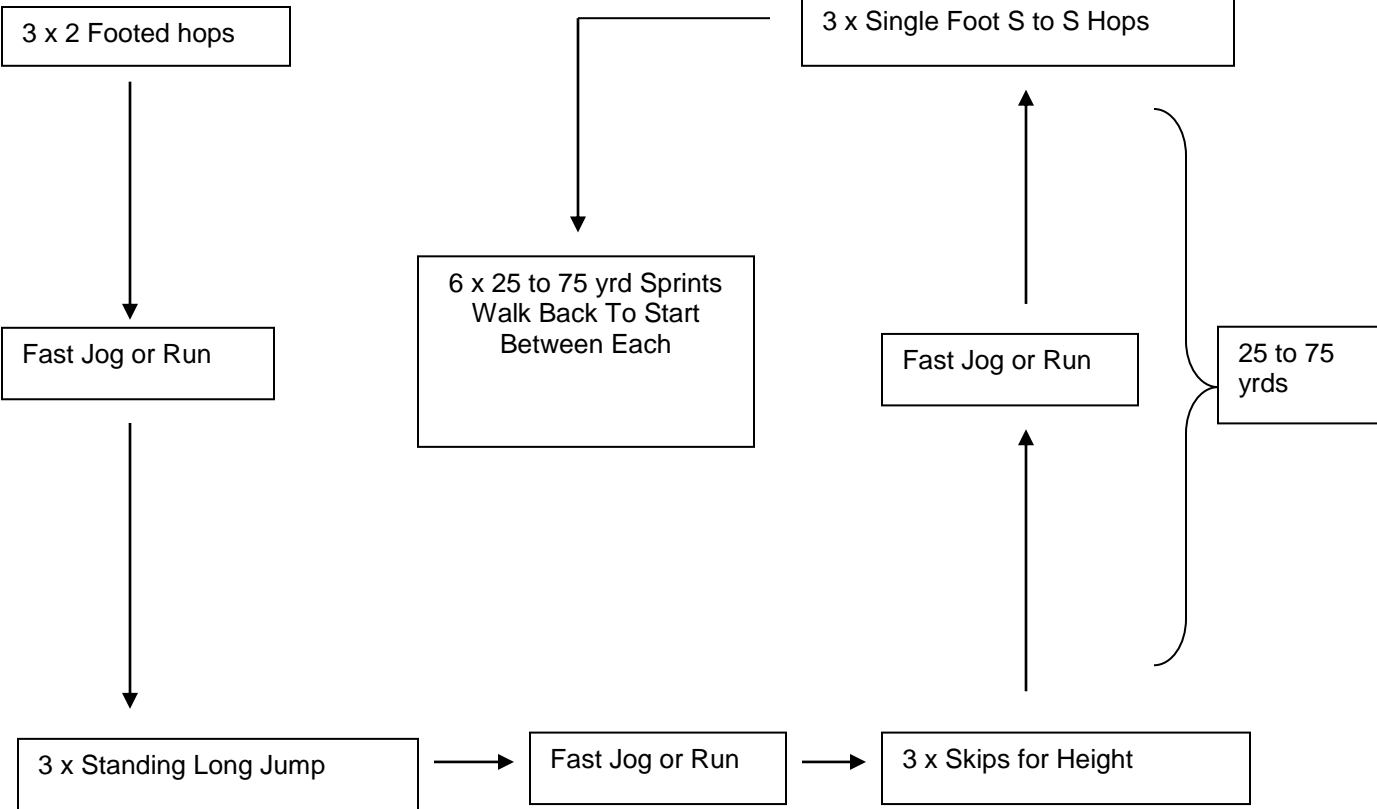 3 x 2 Footed hops
3 x Single Foot S to S Hops
6 x 25 to 75 yrd Sprints
Walk Back To Start
Between Each
Fast Jog or Run
Fast Jog or Run
25 to 75
yrds
3 x Standing Long Jump
Fast Jog or Run
3 x Skips for Height